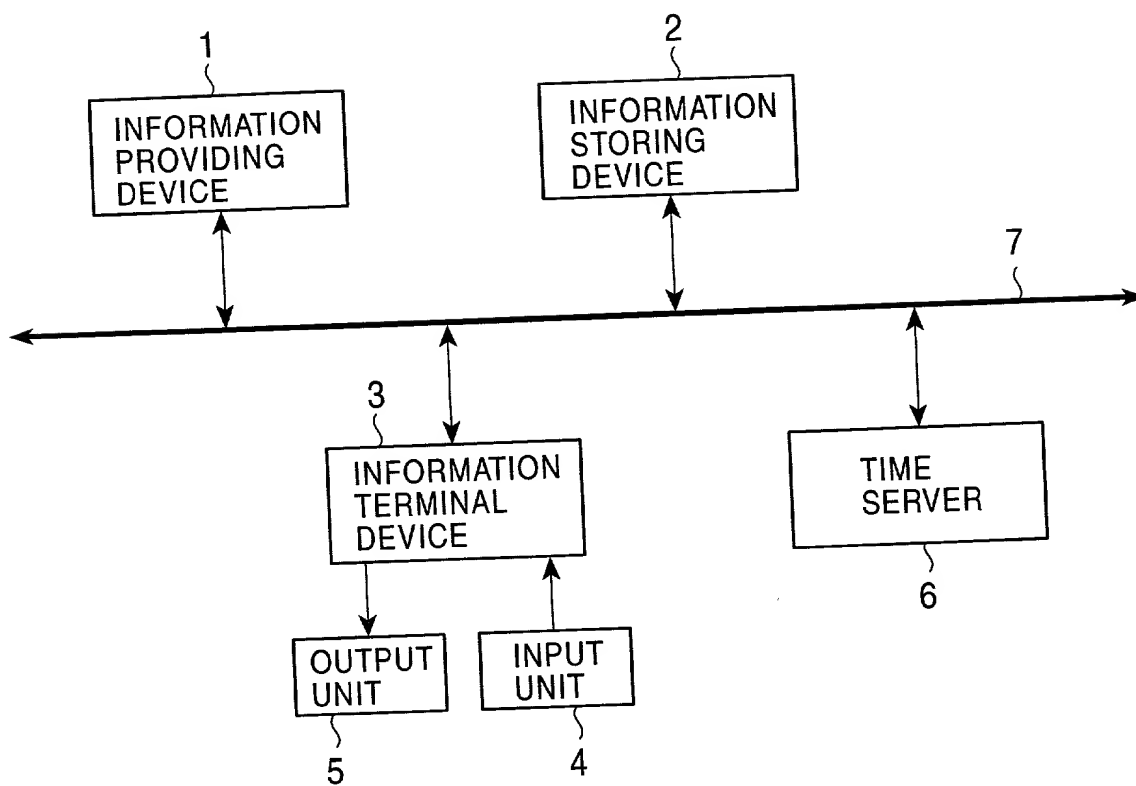 1
INFORMATION
PROVIDING
DEVICE
2
INFORMATION
STORING
DEVICE
7
3
INFORMATION
TERMINAL
DEVICE
TIME
SERVER
6
OUTPUT
UNIT
5
INPUT
UNIT
4